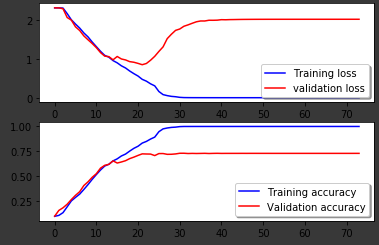 2
1
0
Training loss
validation loss
0 10 20 30 40 50 60 70
1.00
0.75
0.50
0.25
Training accuracy
Validation accuracy
0 10 20 30 40 50 60 70